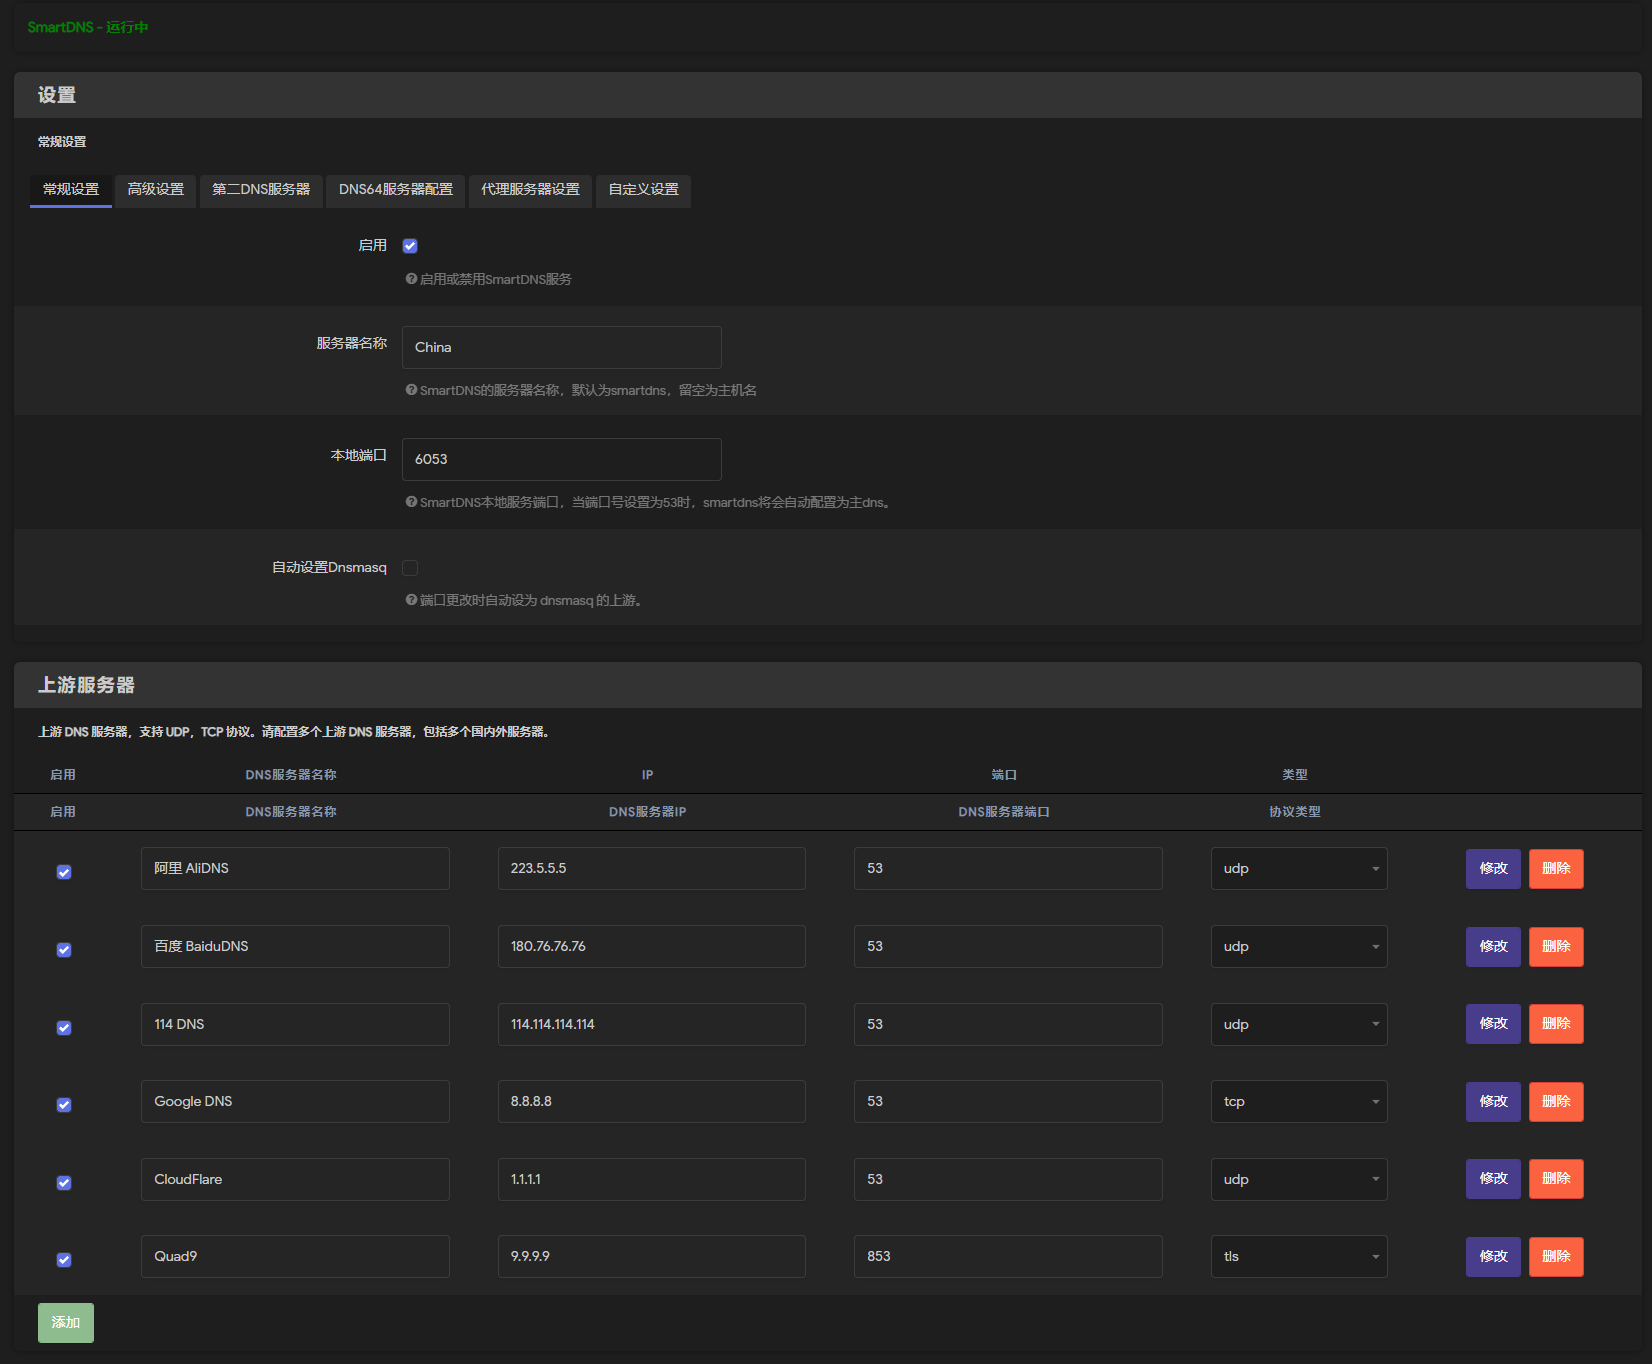 SmartDNS - 运行中
设置
常规设置
常规设置 高级设置 第二DNS服务器 DNS64服务器配置 代理服务器设置 自定义设置
启用
启用或禁用SmartDNS服务
服务器名称 China
SmartDNS的服务器名称，默认为smartdns，留空为主机名
本地端口 6053
SmartDNS本地服务端口，当端口号设置为53时，smartdns将会自动配置为主dns。
自动设置Dnsmasq
端口更改时自动设为 dnsmasq 的上游。
上游服务器
上游 DNS 服务器，支持 UDP，TCP 协议。请配置多个上游 DNS 服务器，包括多个国内外服务器。
启用 DNS服务器名称 IP 端口 类型
启用 DNS服务器名称 DNS服务器IP DNS服务器端口 协议类型
阿里 AliDNS 223.5.5.5 53 udp 修改 删除
百度 BaiduDNS 180.76.76.76 53 udp 修改 删除
114 DNS 114.114.114.114 53 udp 修改 删除
Google DNS 8.8.8.8 53 tcp 修改 删除
CloudFlare 1.1.1.1 53 udp 修改 删除
Quad9 9.9.9.9 853 tls 修改 删除
添加